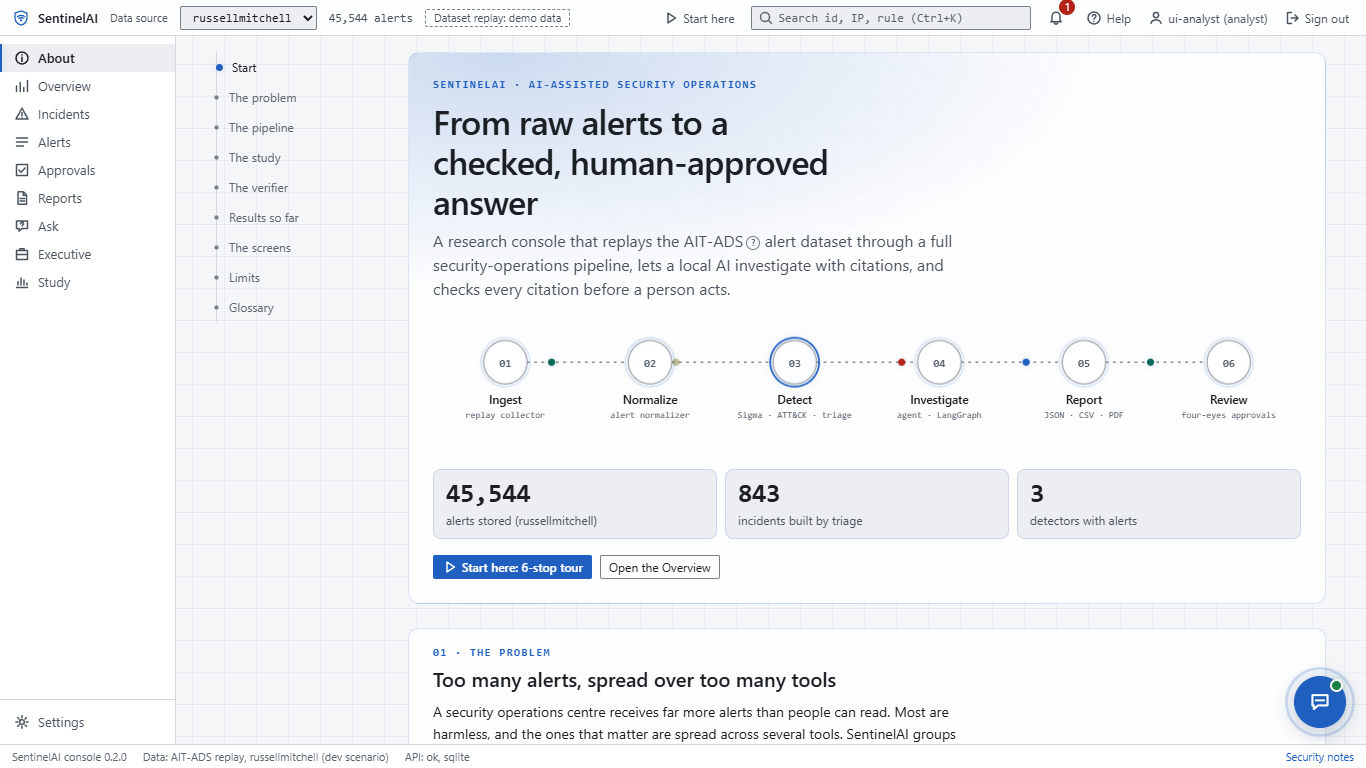 SentinelAI
Data source
russellmitchell
45,544 alerts
Dataset replay: demo data
Start here
Search id, IP, rule (Ctrl+K)
1
Help
ui-analyst (analyst)
Sign out
About
Overview
Incidents
Alerts
Approvals
Reports
Ask
Executive
Study
Settings
Start
The problem
The pipeline
The study
The verifier
Results so far
The screens
Limits
Glossary
SENTINELAI · AI-ASSISTED SECURITY OPERATIONS
From raw alerts to a
checked, human-approved
answer
A research console that replays the AIT-ADS ? alert dataset through a full
security-operations pipeline, lets a local AI investigate with citations, and
checks every citation before a person acts.
01
Ingest
replay collector
02
Normalize
alert normalizer
03
Detect
Sigma · ATT&CK · triage
04
Investigate
agent · LangGraph
05
Report
JSON · CSV · PDF
06
Review
four-eyes approvals
45,544
alerts stored (russellmitchell)
843
incidents built by triage
3
detectors with alerts
Start here: 6-stop tour
Open the Overview
01 · THE PROBLEM
Too many alerts, spread over too many tools
A security operations centre receives far more alerts than people can read. Most are
harmless, and the ones that matter are spread across several tools. SentinelAI groups
SentinelAI console 0.2.0
Data: AIT-ADS replay, russellmitchell (dev scenario)
API: ok, sqlite
Security notes